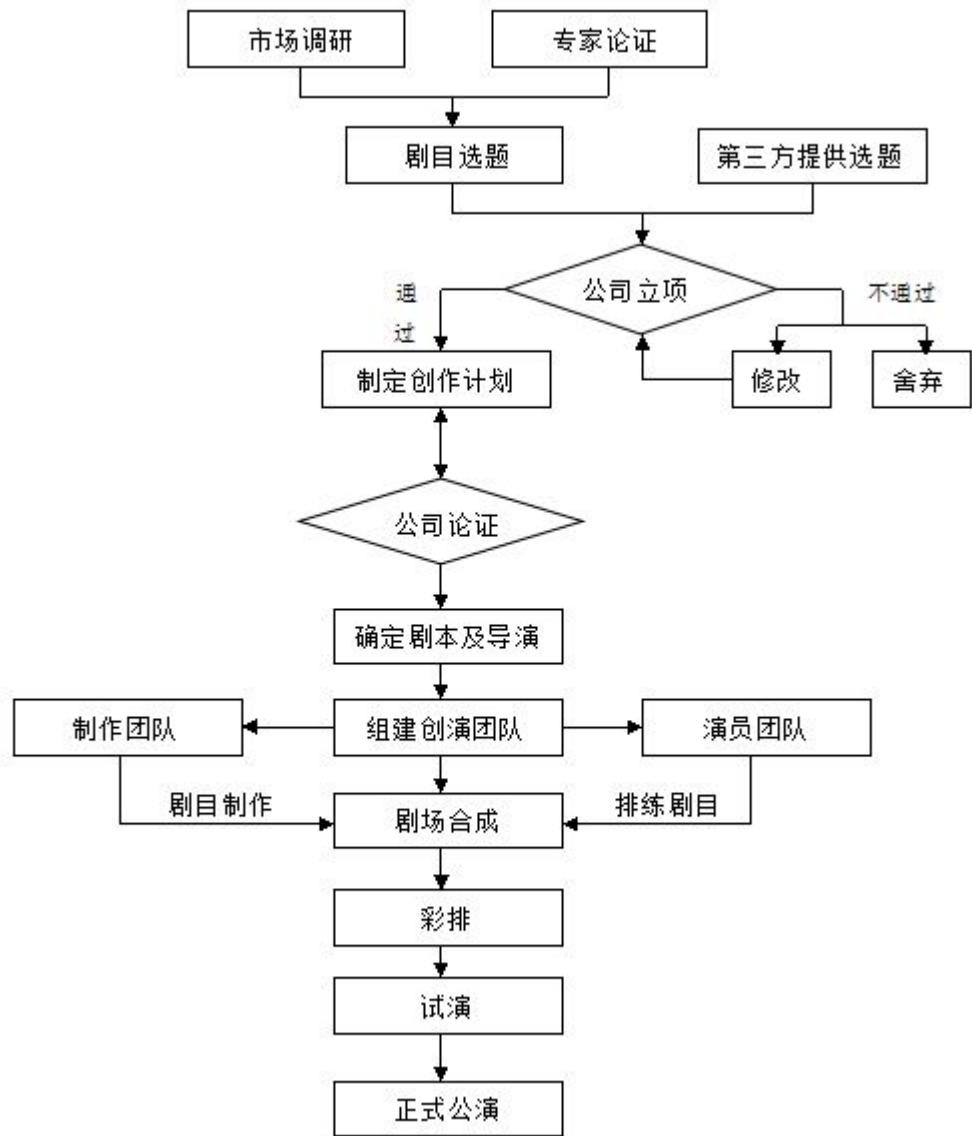 市场调研
专家论证
剧目选题
第三方提供选题
公司立项
通
过
不通过
制定创作计划
修改
舍弃
公司论证
确定剧本及导演
制作团队
组建创演团队
演员团队
剧目制作
剧场合成
排练剧目
彩排
试演
正式公演